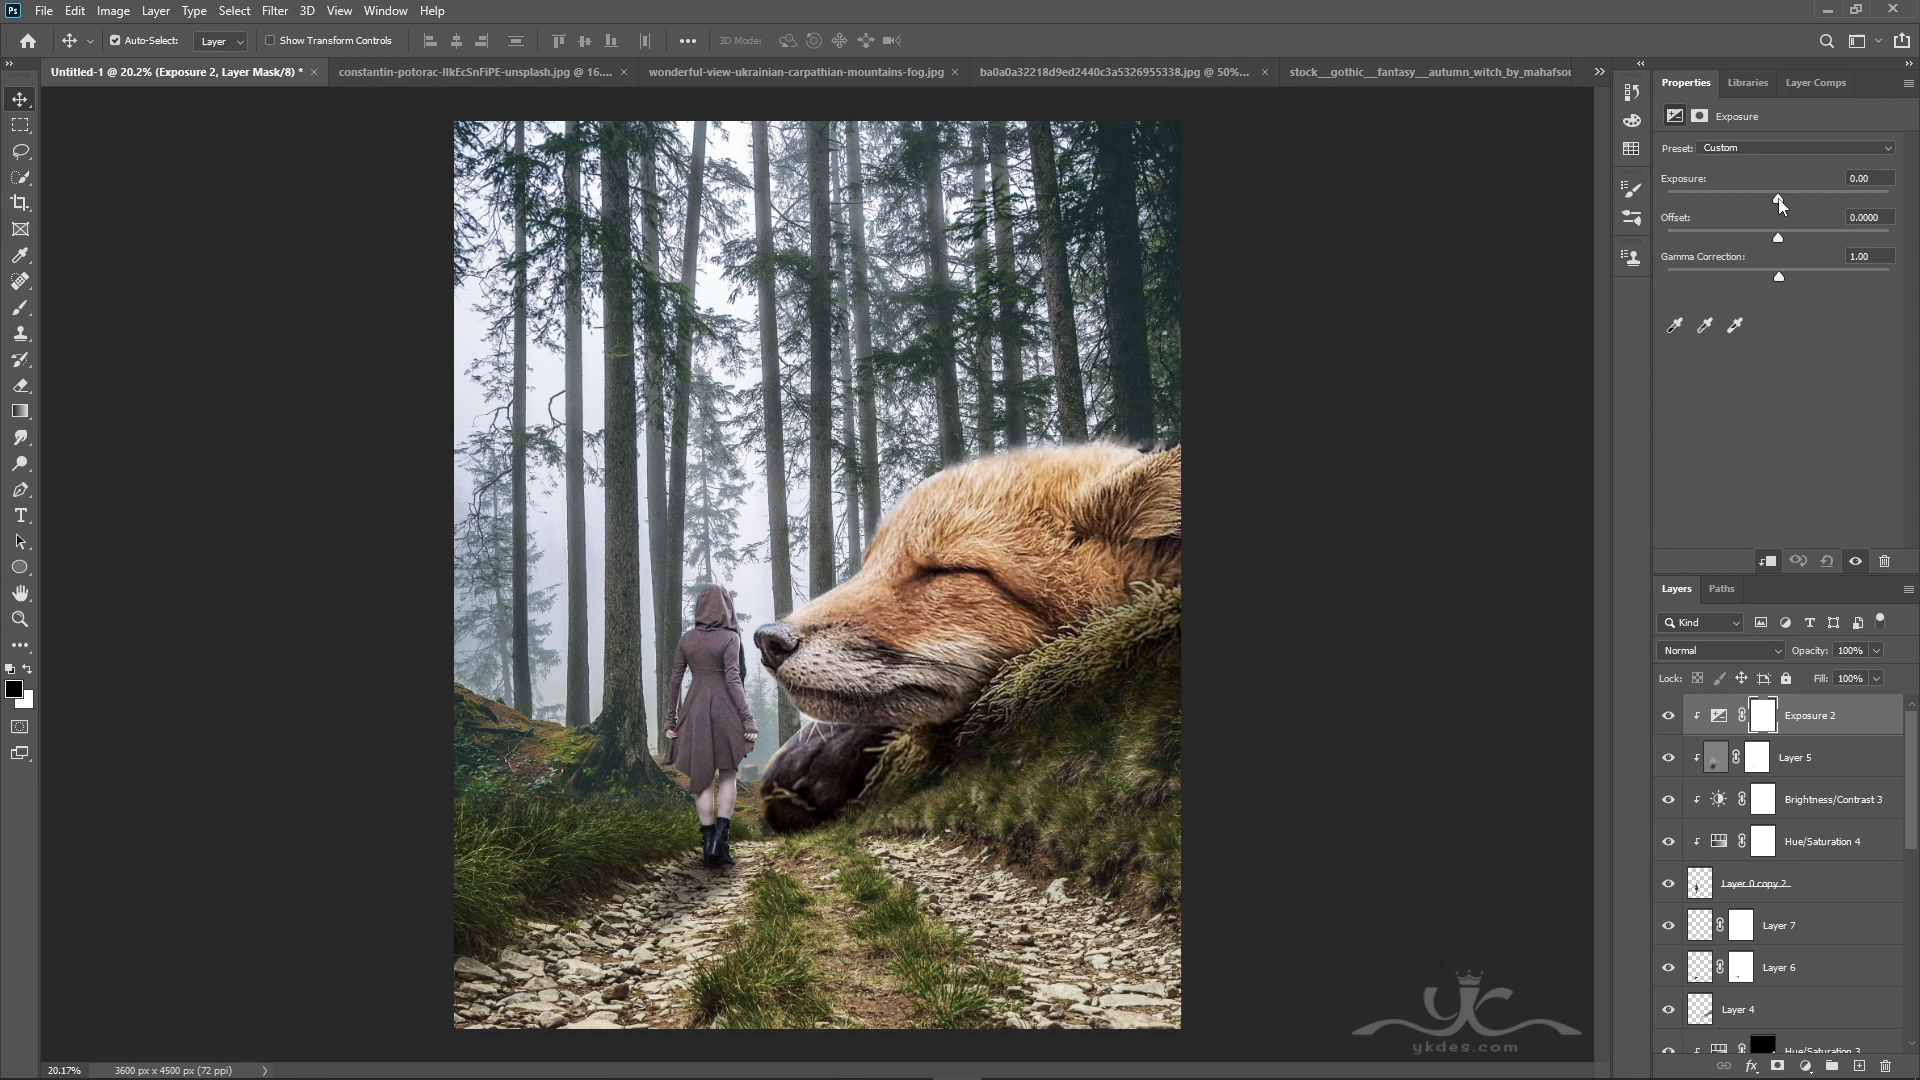 Ps File Edit Image Layer Type Select Filter 3D View Window Help
Auto-Select: Layer Show Transform Controls 3D Mode:
Untitled-1 @ 20.2% (Exposure 2, Layer Mask/8) *
constantin-potorac-IlkEcSnFiPE-unsplash.jpg @ 16....
wonderful-view-ukrainian-carpathian-mountains-fog.jpg
ba0a0a32218d9ed2440c3a5326955338.jpg @ 50%...
stock__gothic__fantasy__autumn_witch_by_mahafsou
Properties Libraries Layer Comps
Exposure
Preset: Custom
Exposure: 0.00
Offset: 0.0000
Gamma Correction: 1.00
Layers Paths
Kind
Normal Opacity: 100%
Lock: Fill: 100%
Exposure 2
Layer 5
Brightness/Contrast 3
Hue/Saturation 4
Layer 0 copy 2
Layer 7
Layer 6
Layer 4
Hue/Saturation 3
fx
yk
ykdes.com
20.17% 3600 px x 4500 px (72 ppi)